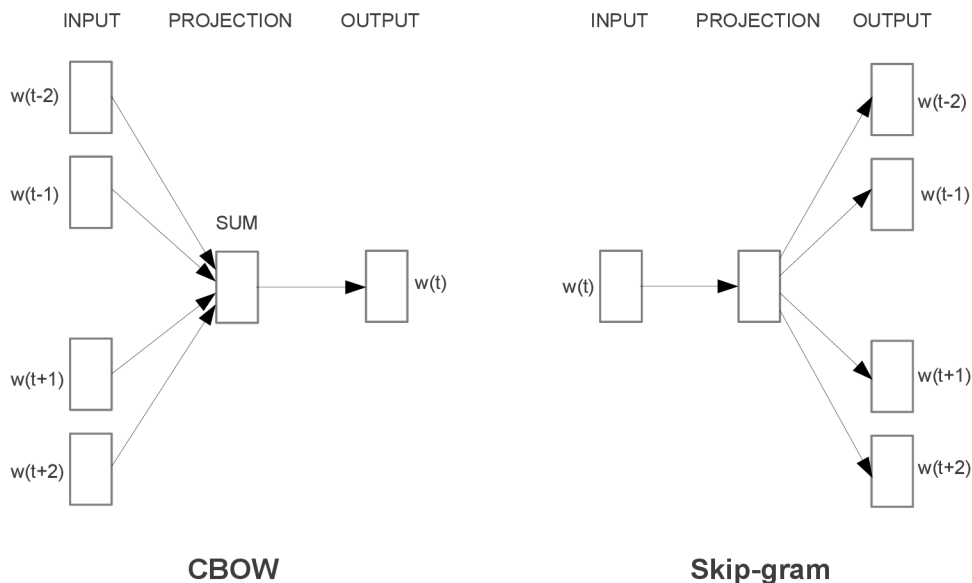 INPUT PROJECTION OUTPUT
w(t-2)
w(t-1)
SUM
w(t)
w(t+1)
w(t+2)
CBOW
INPUT PROJECTION OUTPUT
w(t-2)
w(t-1)
w(t)
w(t+1)
w(t+2)
Skip-gram